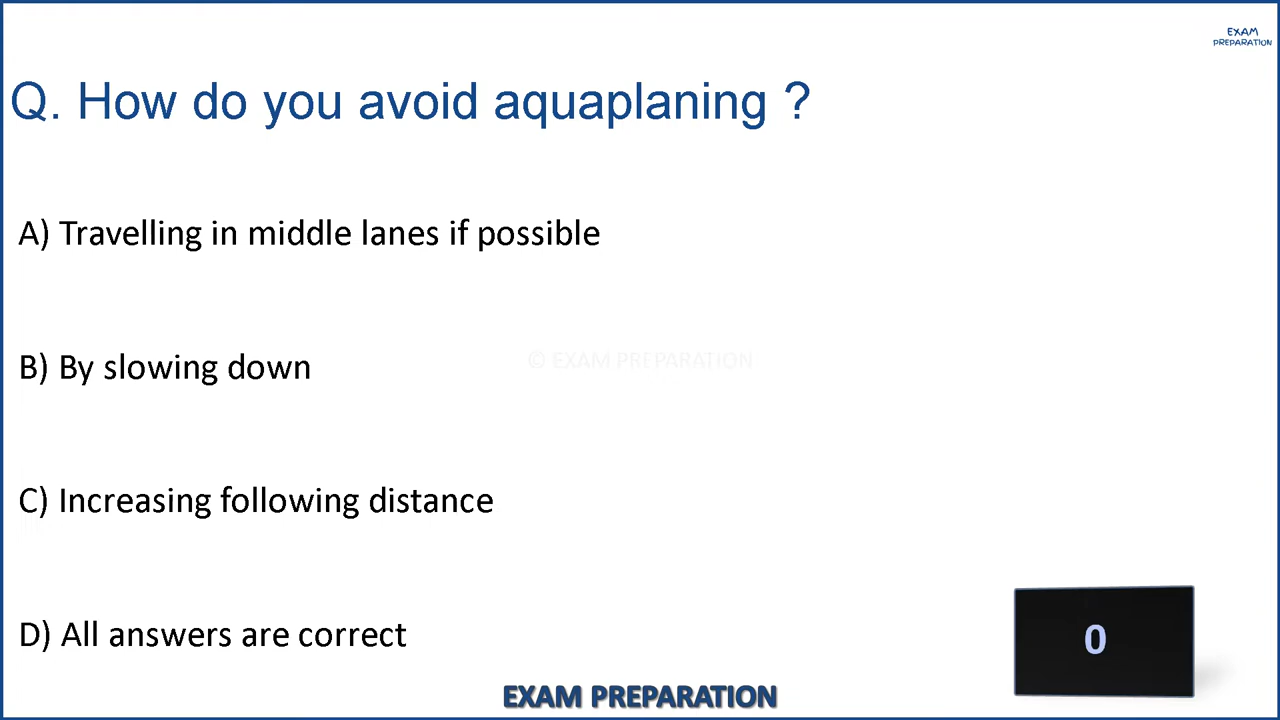 EXAM
PREPARATION
Q. How do you avoid aquaplaning ?
A) Travelling in middle lanes if possible
B) By slowing down
© EXAM PREPARATION
C) Increasing following distance
D) All answers are correct
0
EXAM PREPARATION